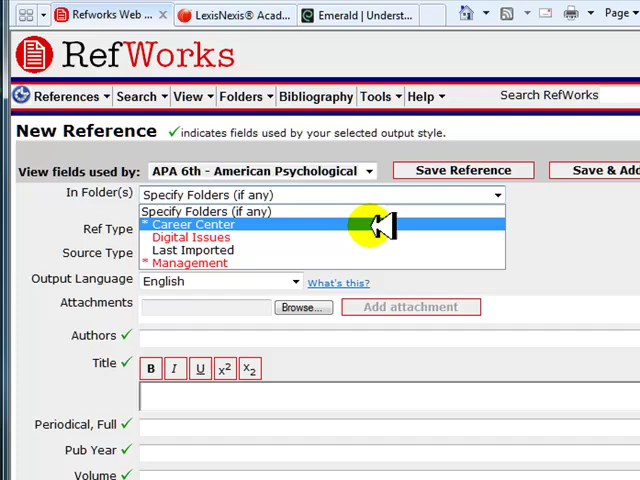 Refworks Web ...
LexisNexis® Acad...
Emerald | Underst...
Page
RefWorks
References
Search
View
Folders
Bibliography
Tools
Help
Search RefWorks
New Reference
✓indicates fields used by your selected output style.
View fields used by:
APA 6th - American Psychological
Save Reference
Save & Add
In Folder(s)
Specify Folders (if any)
Specify Folders (if any)
* Career Center
Digital Issues
Last Imported
* Management
Ref Type
Source Type
Output Language
English
What's this?
Attachments
Browse...
Add attachment
Authors ✓
Title ✓
B I U x² x₂
Periodical, Full ✓
Pub Year ✓
Volume ✓